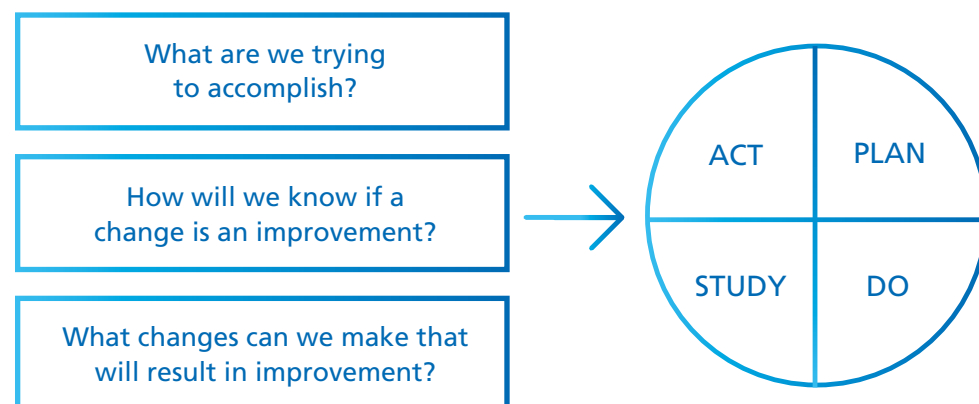 What are we trying
to accomplish?
How will we know if a
change is an improvement?
What changes can we make that
will result in improvement?
ACT
PLAN
STUDY
DO